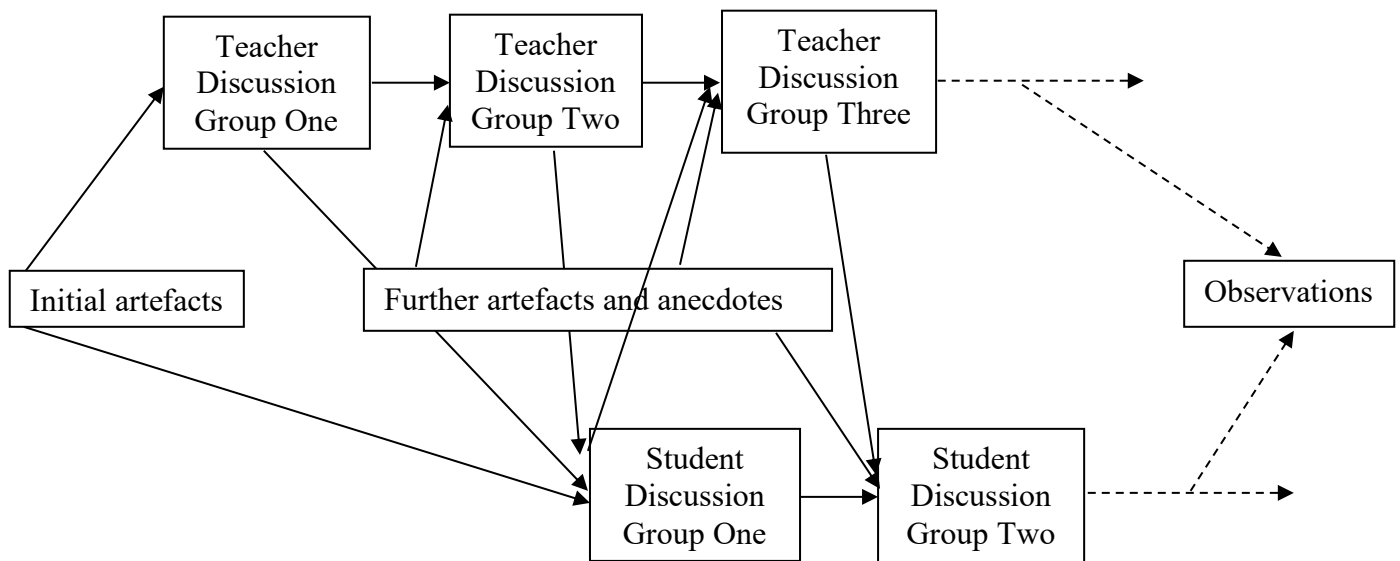 Teacher
Discussion
Group One
Teacher
Discussion
Group Two
Teacher
Discussion
Group Three
Initial artefacts
Further artefacts and anecdotes
Observations
Student
Discussion
Group One
Student
Discussion
Group Two